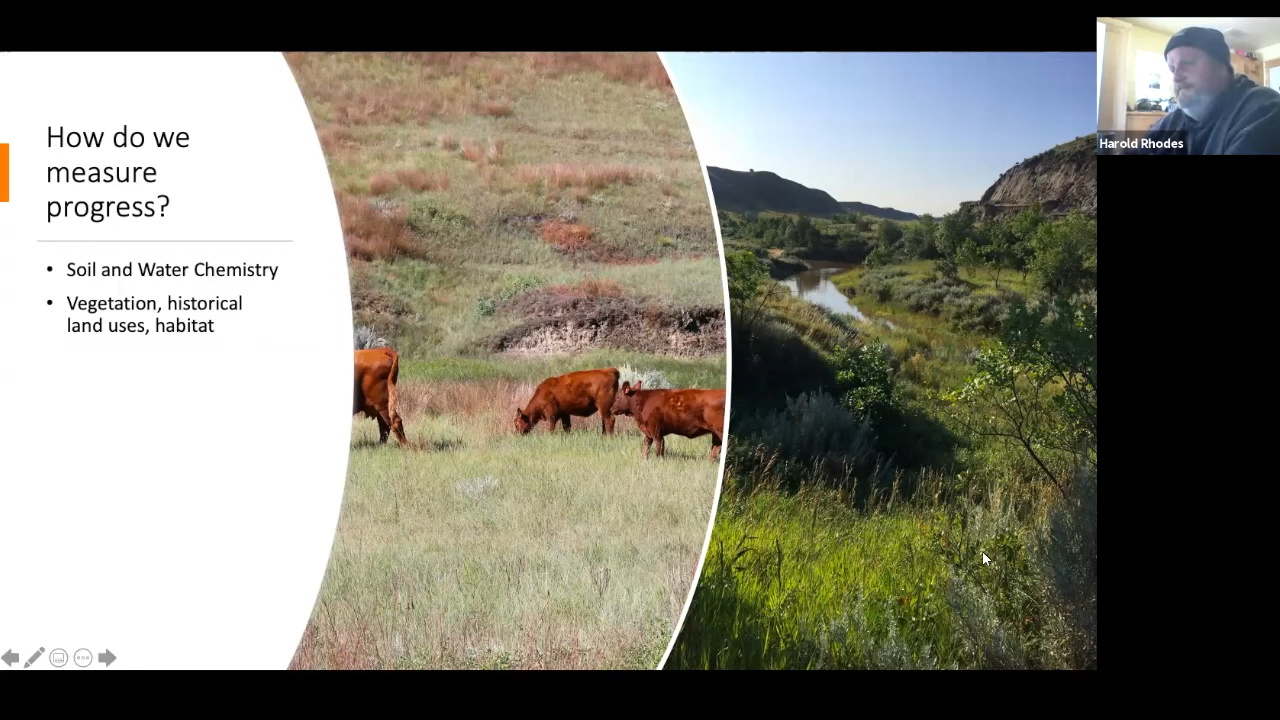 How do we
measure
progress?
• Soil and Water Chemistry
• Vegetation, historical
land uses, habitat
Harold Rhodes